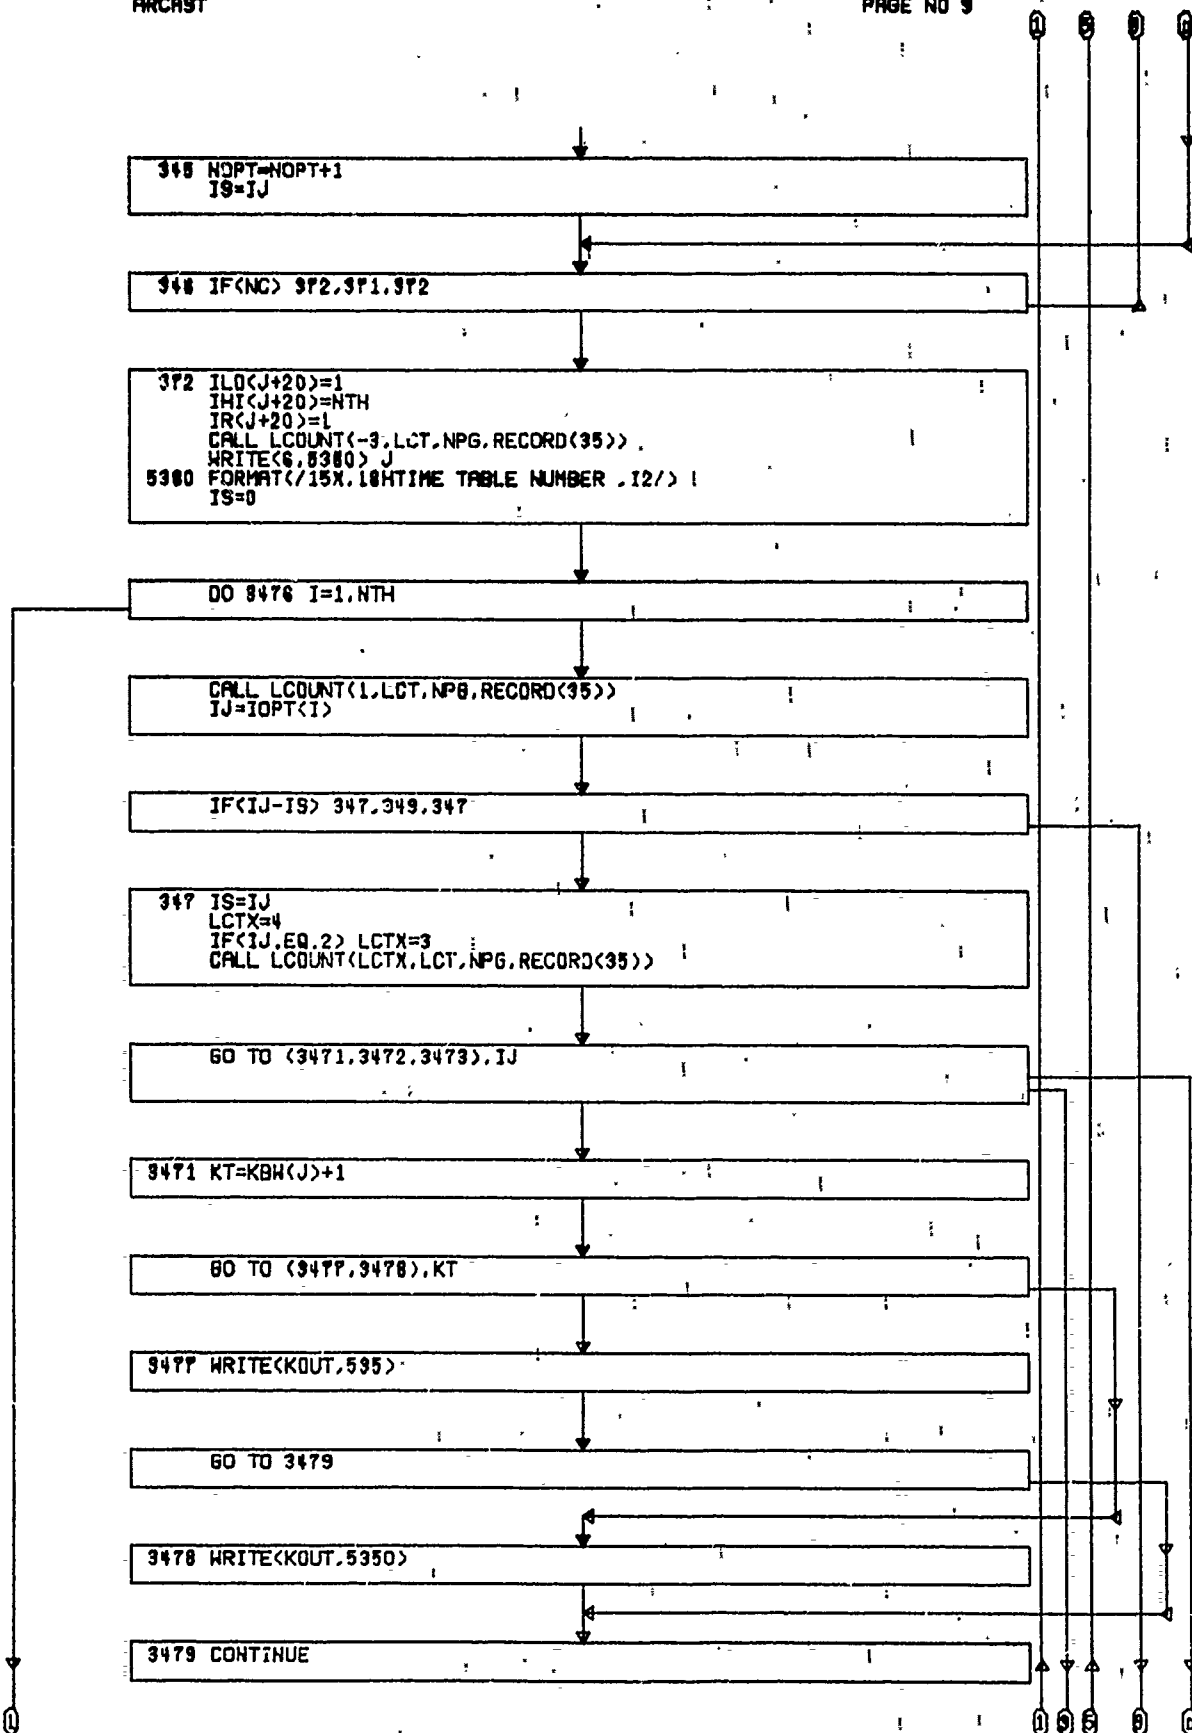 ARCAST
PAGE NO 9
345 NOPT=NOPT+1
IS=IJ
346 IF(NC) 372,371,372
372 ILO(J+20)=1
IHI(J+20)=NTH
IR(J+20)=1
CALL LCOUNT(-3,LCT,NPG,RECORD(35))
WRITE(6,5360) J
5360 FORMAT(/15X,18HTIME TABLE NUMBER ,I2/)
IS=0
DO 3476 I=1,NTH
CALL LCOUNT(1,LCT,NPG,RECORD(35))
IJ=IOPT(I)
IF(IJ-IS) 347,349,347
347 IS=IJ
LCTX=4
IF(IJ.EQ.2) LCTX=3
CALL LCOUNT(LCTX,LCT,NPG,RECORD(35))
GO TO (3471,3472,3473),IJ
3471 KT=KBW(J)+1
GO TO (3477,3478),KT
3477 WRITE(KOUT,535)
GO TO 3479
3478 WRITE(KOUT,5350)
3479 CONTINUE